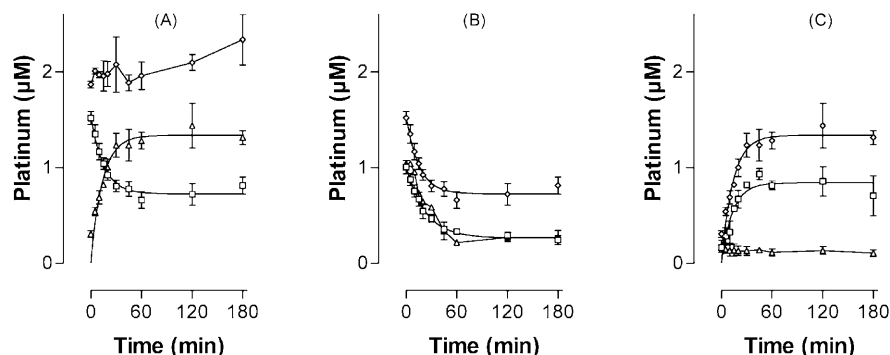 (A) (B) (C)
Platinum (µM) Platinum (µM) Platinum (µM)
2 2 2
1 1 1
0 0 0
0 60 120 180 0 60 120 180 0 60 120 180
Time (min) Time (min) Time (min)